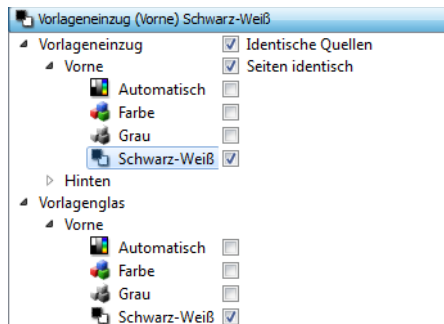 Vorlageneinzug (Vorne) Schwarz-Weiß
Vorlageneinzug Identische Quellen
Vorne Seiten identisch
Automatisch
Farbe
Grau
Schwarz-Weiß
Hinten
Vorlagenglas
Vorne
Automatisch
Farbe
Grau
Schwarz-Weiß